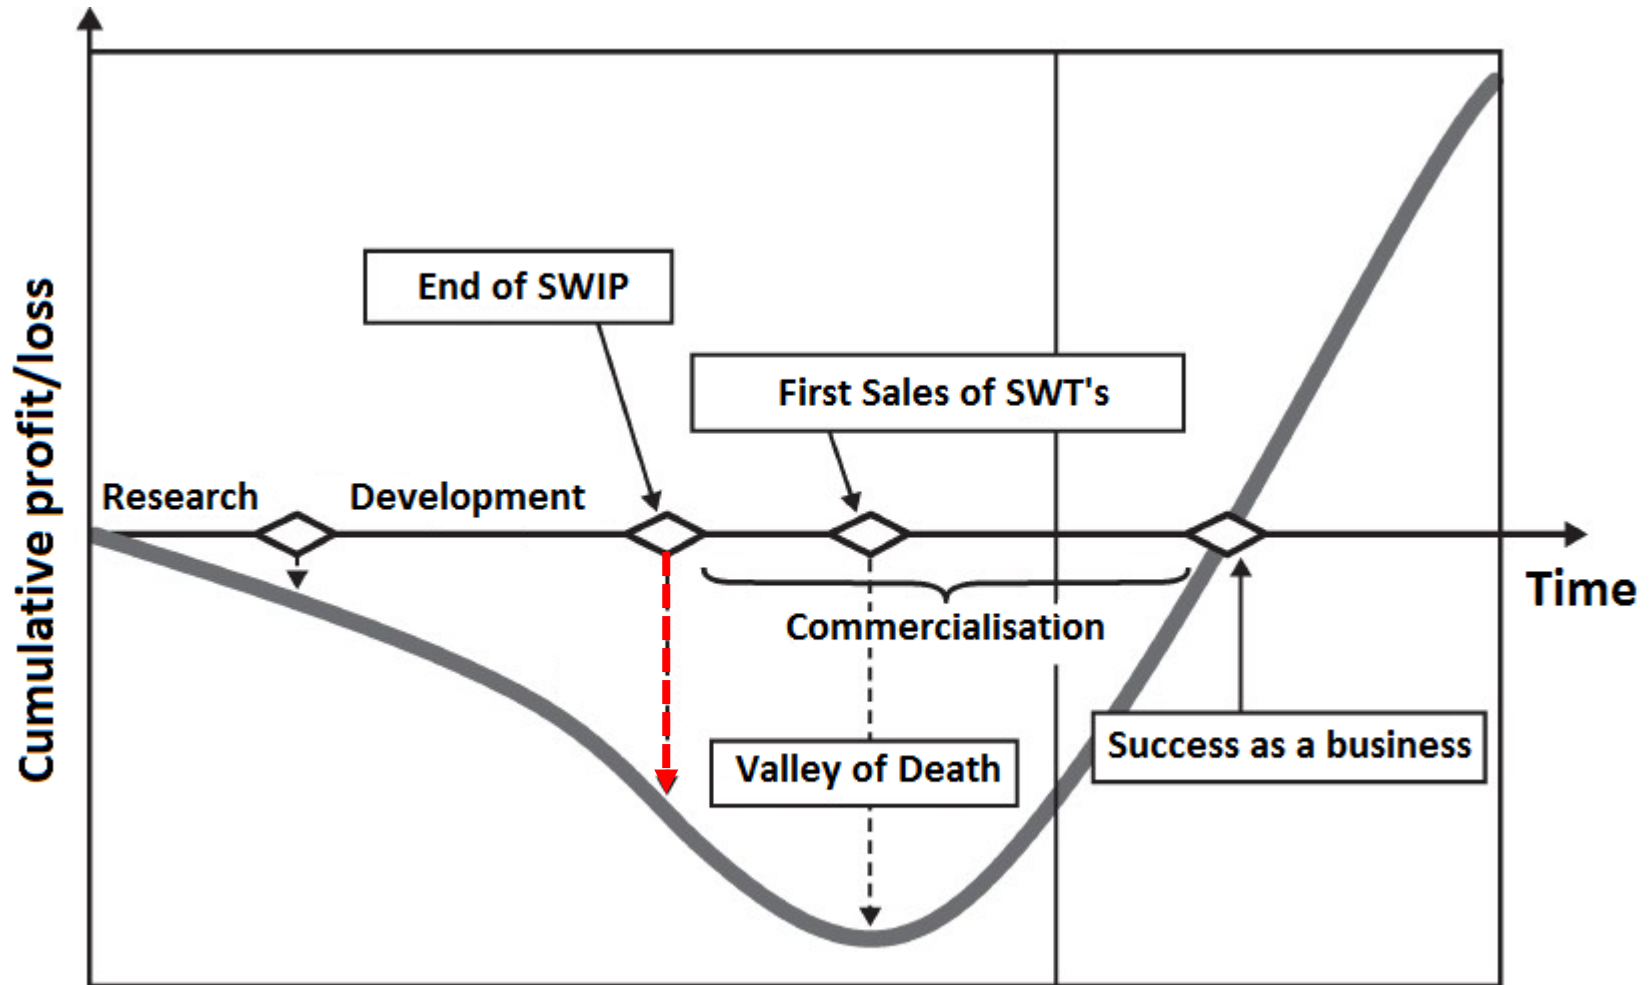 End of SWIP
First Sales of SWT's
Research
Development
Cumulative profit/loss
Time
Commercialisation
Valley of Death
Success as a business